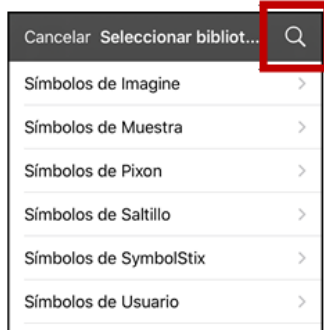 Cancelar Seleccionar bibliot...
Símbolos de Imagine
Símbolos de Muestra
Símbolos de Pixon
Símbolos de Saltillo
Símbolos de SymbolStix
Símbolos de Usuario